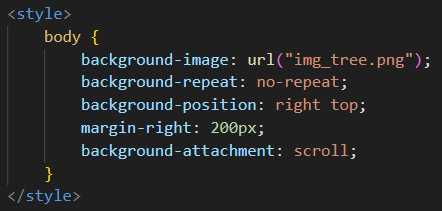 <style>
body {
background-image: url("img_tree.png");
background-repeat: no-repeat;
background-position: right top;
margin-right: 200px;
background-attachment: scroll;
}
</style>